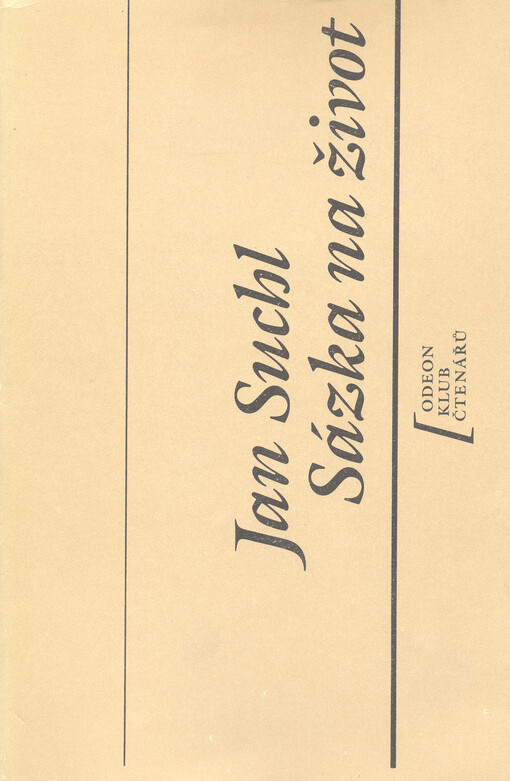 Jan Suchl
Sázka na život
ODEON
KLUB
ČTENÁŘŮ